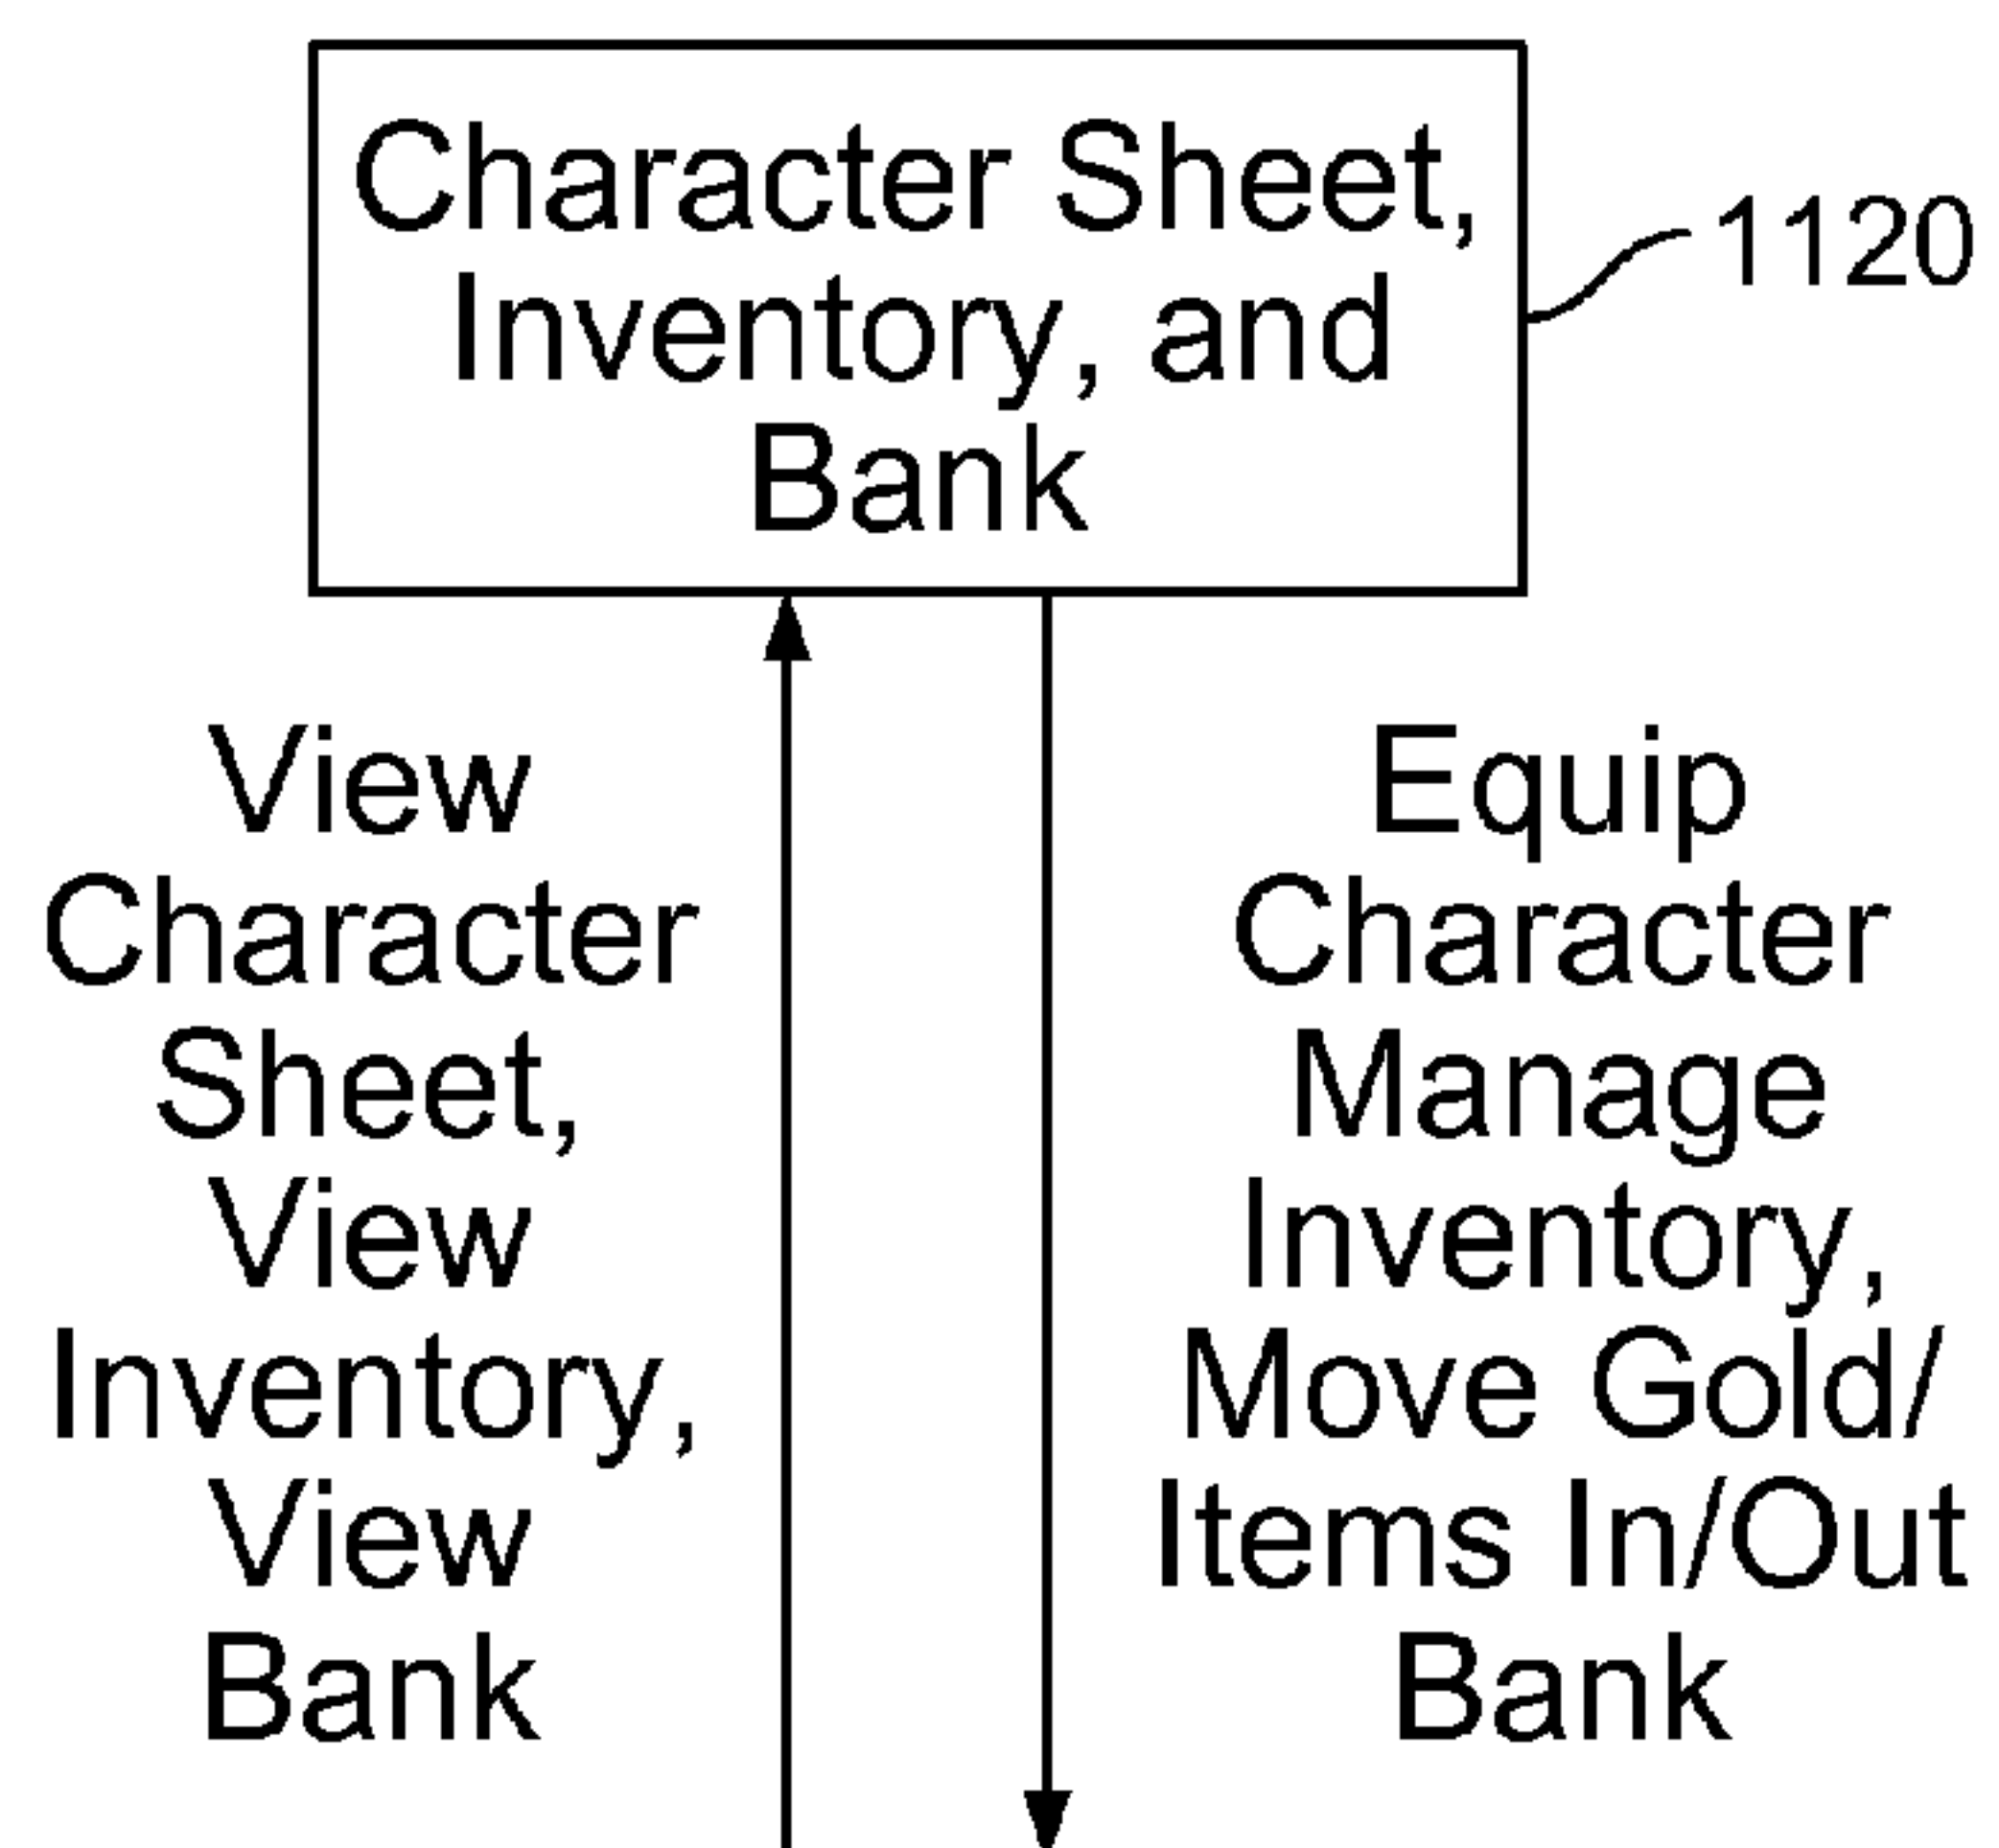 Character Sheet,
Inventory, and
Bank
1120
View
Character
Sheet,
View
Inventory,
View
Bank
Equip
Character
Manage
Inventory,
Move Gold/
Items In/Out
Bank